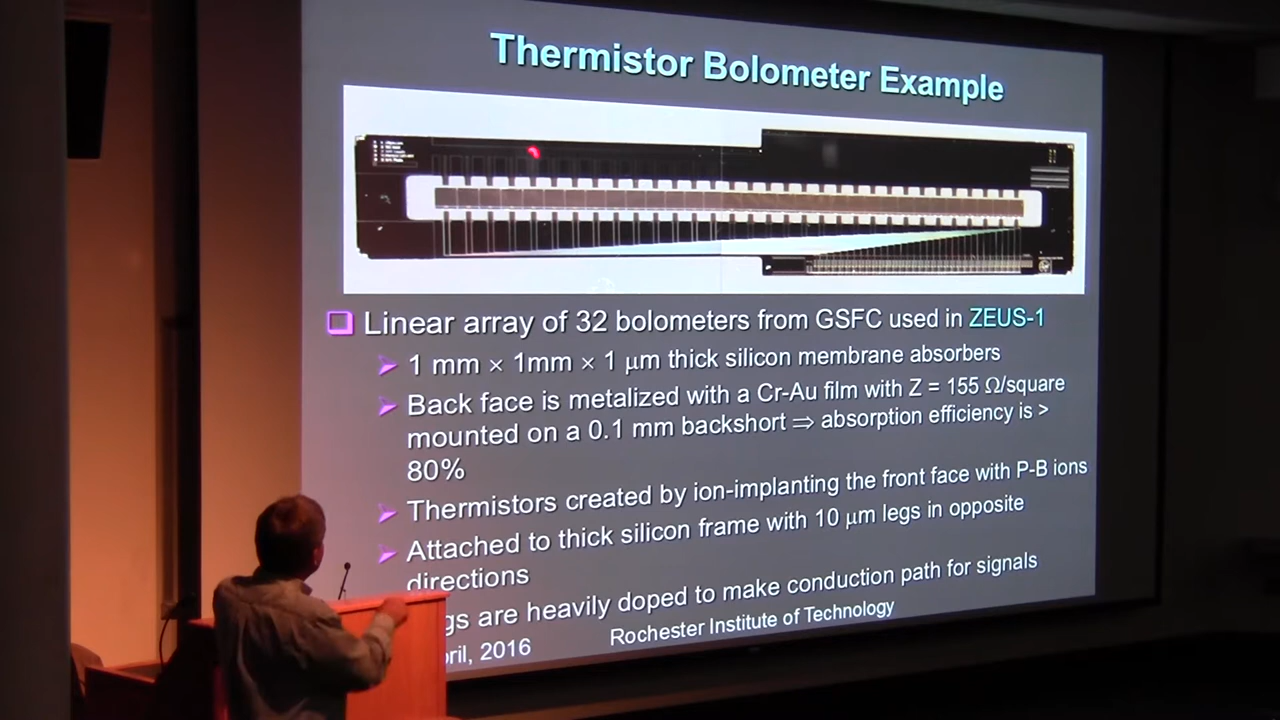 Thermistor Bolometer Example
Linear array of 32 bolometers from GSFC used in ZEUS-1
1 mm × 1mm × 1 μm thick silicon membrane absorbers
Back face is metalized with a Cr-Au film with Z = 155 Ω/square
mounted on a 0.1 mm backshort ⇒ absorption efficiency is >
80%
Thermistors created by ion-implanting the front face with P-B ions
Attached to thick silicon frame with 10 μm legs in opposite
directions
gs are heavily doped to make conduction path for signals
ril, 2016
Rochester Institute of Technology